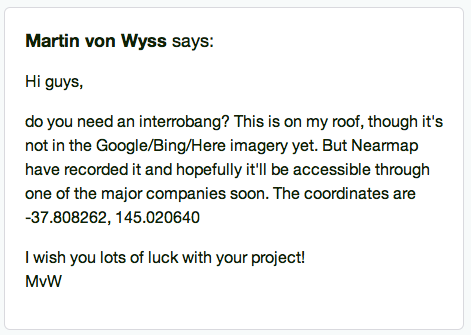 Martin von Wyss says:
Hi guys,
do you need an interrobang? This is on my roof, though it's
not in the Google/Bing/Here imagery yet. But Nearmap
have recorded it and hopefully it'll be accessible through
one of the major companies soon. The coordinates are
-37.808262, 145.020640
I wish you lots of luck with your project!
MvW